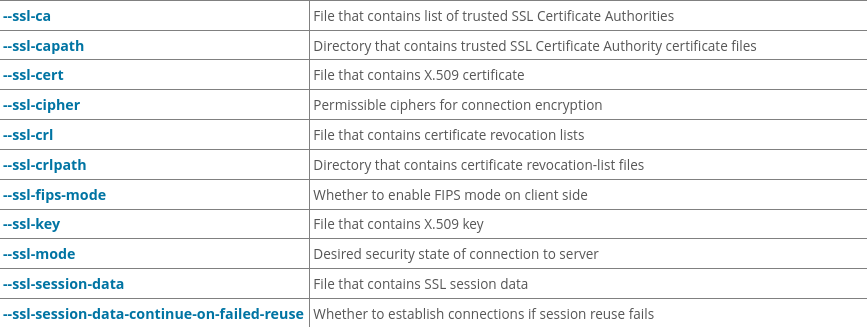 --ssl-ca File that contains list of trusted SSL Certificate Authorities
--ssl-capath Directory that contains trusted SSL Certificate Authority certificate files
--ssl-cert File that contains X.509 certificate
--ssl-cipher Permissible ciphers for connection encryption
--ssl-crl File that contains certificate revocation lists
--ssl-crlpath Directory that contains certificate revocation-list files
--ssl-fips-mode Whether to enable FIPS mode on client side
--ssl-key File that contains X.509 key
--ssl-mode Desired security state of connection to server
--ssl-session-data File that contains SSL session data
--ssl-session-data-continue-on-failed-reuse Whether to establish connections if session reuse fails